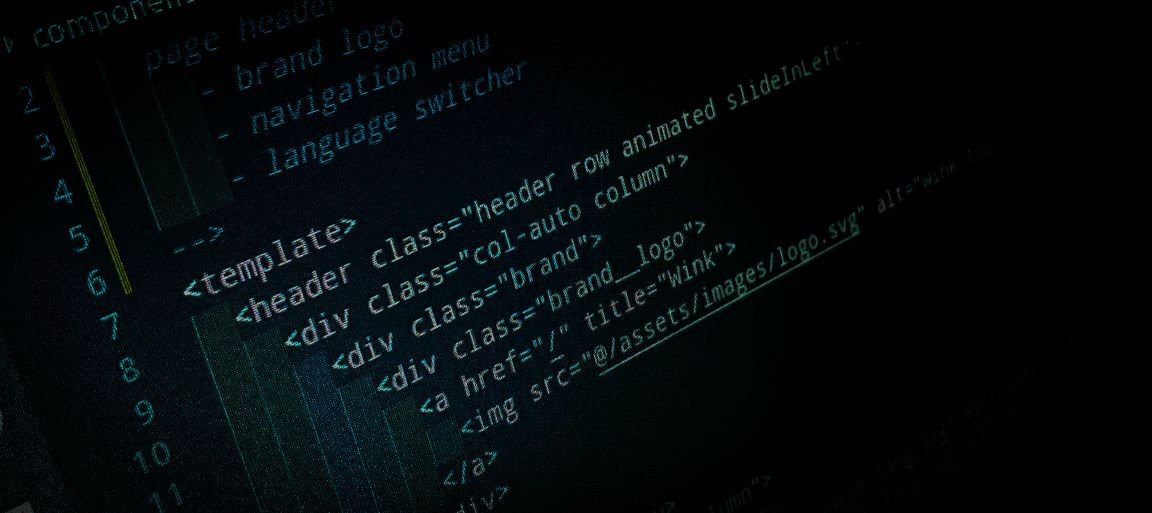 page header
- brand logo
- navigation menu
- language switcher
-->
<template>
<header class="header row animated slideInLeft">
<div class="col-auto column">
<div class="brand">
<div class="brand__logo">
<a href="/" title="Wink">
<img src="@/assets/images/logo.svg" alt="Wink
</a>
div>
2
3
4
5
6
7
8
9
10
11